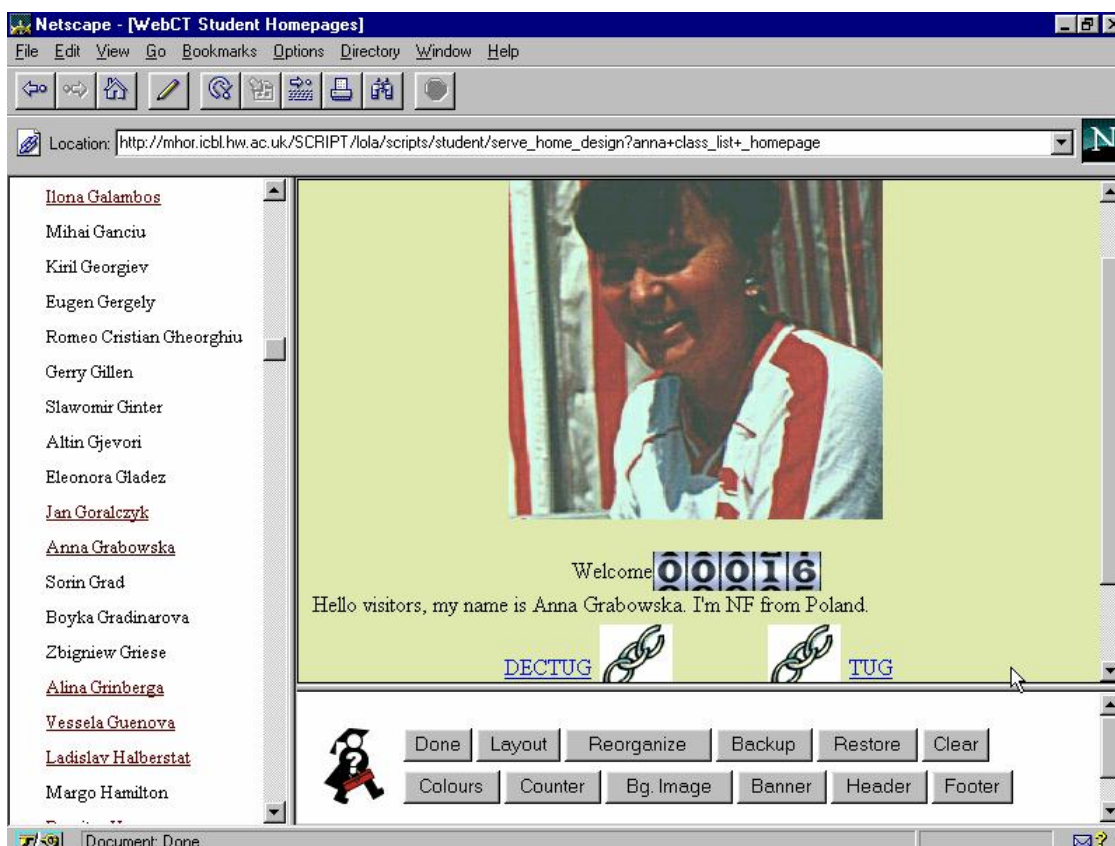 Netscape - [WebCT Student Homepages]
File Edit View Go Bookmarks Options Directory Window Help
Location: http://mhor.icbl.hw.ac.uk/SCRIPT/lola/scripts/student/serve_home_design?anna+class_list+_homepage
N
Ilona Galambos
Mihai Ganciu
Kiril Georgiev
Eugen Gergely
Romeo Cristian Gheorghiu
Gerry Gillen
Slawomir Ginter
Altin Gjevori
Eleonora Gladez
Jan Goralczyk
Anna Grabowska
Sorin Grad
Boyka Gradinarova
Zbigniew Griese
Alina Grinberga
Vessela Guenova
Ladislav Halberstat
Margo Hamilton
Welcome 00016
Hello visitors, my name is Anna Grabowska. I'm NF from Poland.
DECTUG TUG
?
Done Layout Reorganize Backup Restore Clear
Colours Counter Bg. Image Banner Header Footer
Document: Done